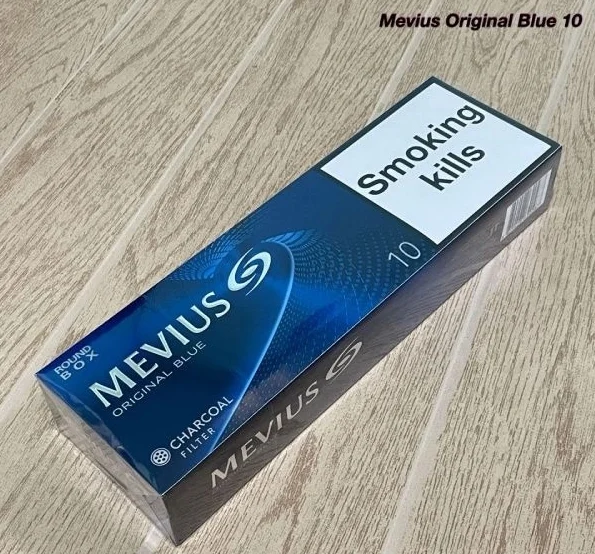 Mevius Original Blue 10
Smoking
kills
10
ROUND
BOX
MEVIUS
ORIGINAL BLUE
CHARCOAL
FILTER
MEVIUS